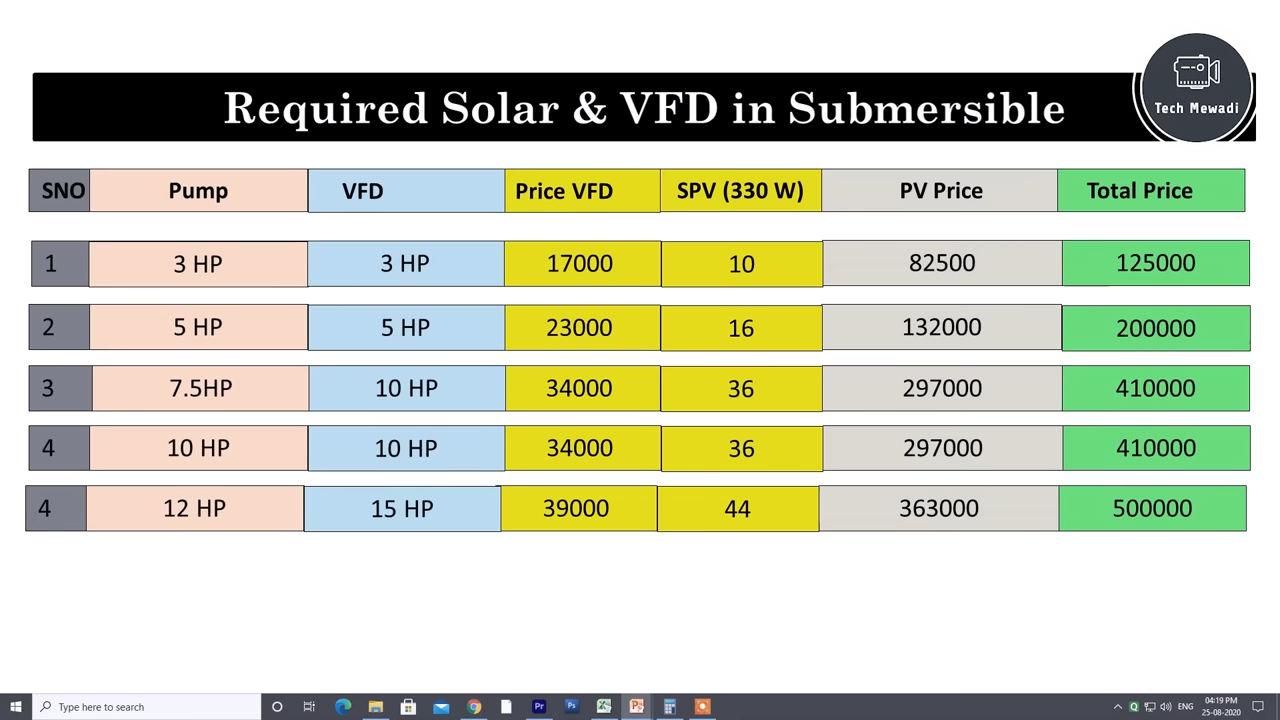 Required Solar & VFD in Submersible
Tech Mewadi
SNO Pump VFD Price VFD SPV (330 W) PV Price Total Price
1 3 HP 3 HP 17000 10 82500 125000
2 5 HP 5 HP 23000 16 132000 200000
3 7.5HP 10 HP 34000 36 297000 410000
4 10 HP 10 HP 34000 36 297000 410000
4 12 HP 15 HP 39000 44 363000 500000
Type here to search
ENG
04:19 PM
25-08-2020